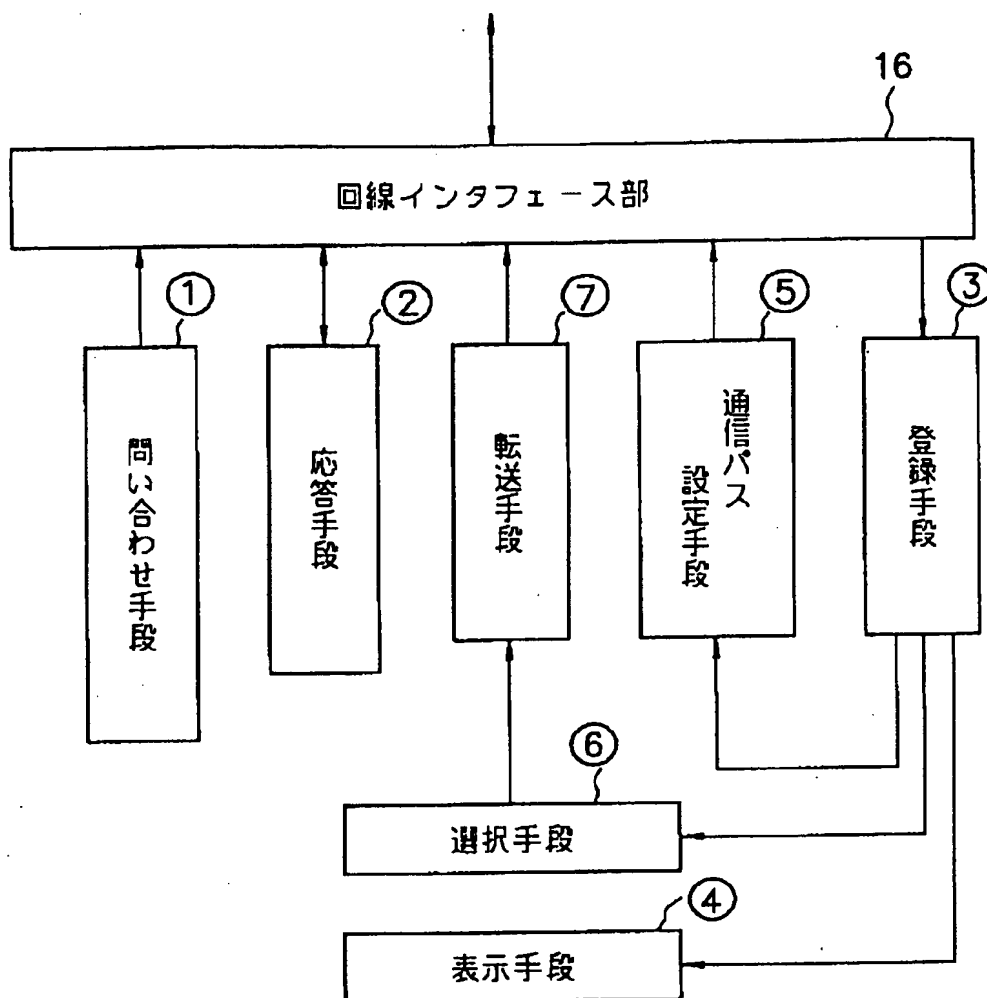 16
回線インタフェース部
①
②
⑦
⑤
③
問い合わせ手段
応答手段
転送手段
通信パス
設定手段
登録手段
⑥
選択手段
④
表示手段